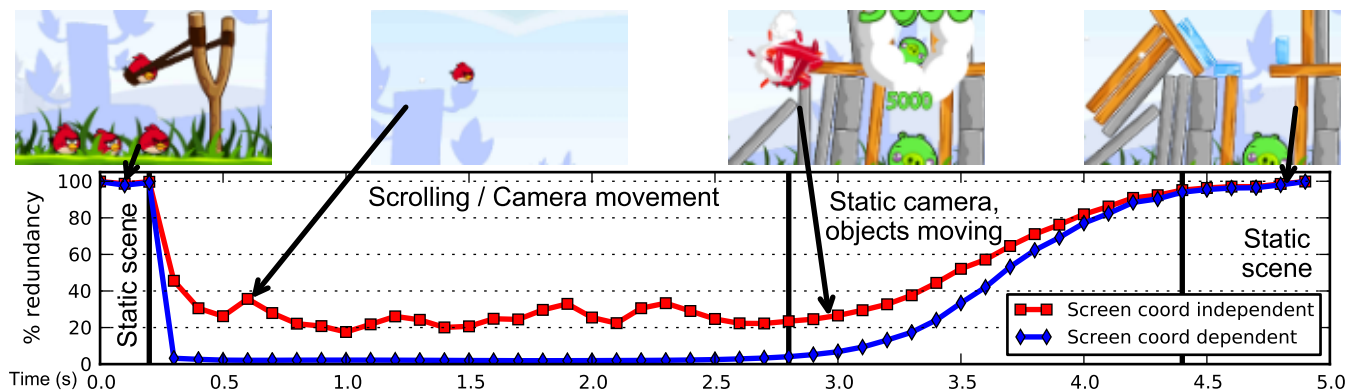 5000
5000
100
80
60
40
20
0
% redundancy
Static scene
Scrolling / Camera movement
Static camera,
objects moving
Static
scene
Screen coord independent
Screen coord dependent
Time (s)
0.0 0.5 1.0 1.5 2.0 2.5 3.0 3.5 4.0 4.5 5.0